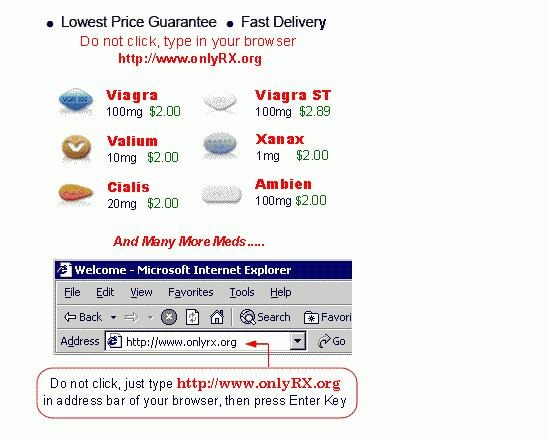 • Lowest Price Guarantee • Fast Delivery
Do not click, type in your browser
http://www.onlyRX.org
VGR 100
Viagra
100mg $2.00
Viagra ST
100mg $2.89
Valium
10mg $2.00
Xanax
1mg $2.00
Cialis
20mg $2.00
Ambien
100mg $2.00
And Many More Meds.....
Welcome - Microsoft Internet Explorer
File Edit View Favorites Tools Help
Back Search Favori
Address http://www.onlyrx.org Go
Do not click, just type http://www.onlyRX.org
in address bar of your browser, then press Enter Key